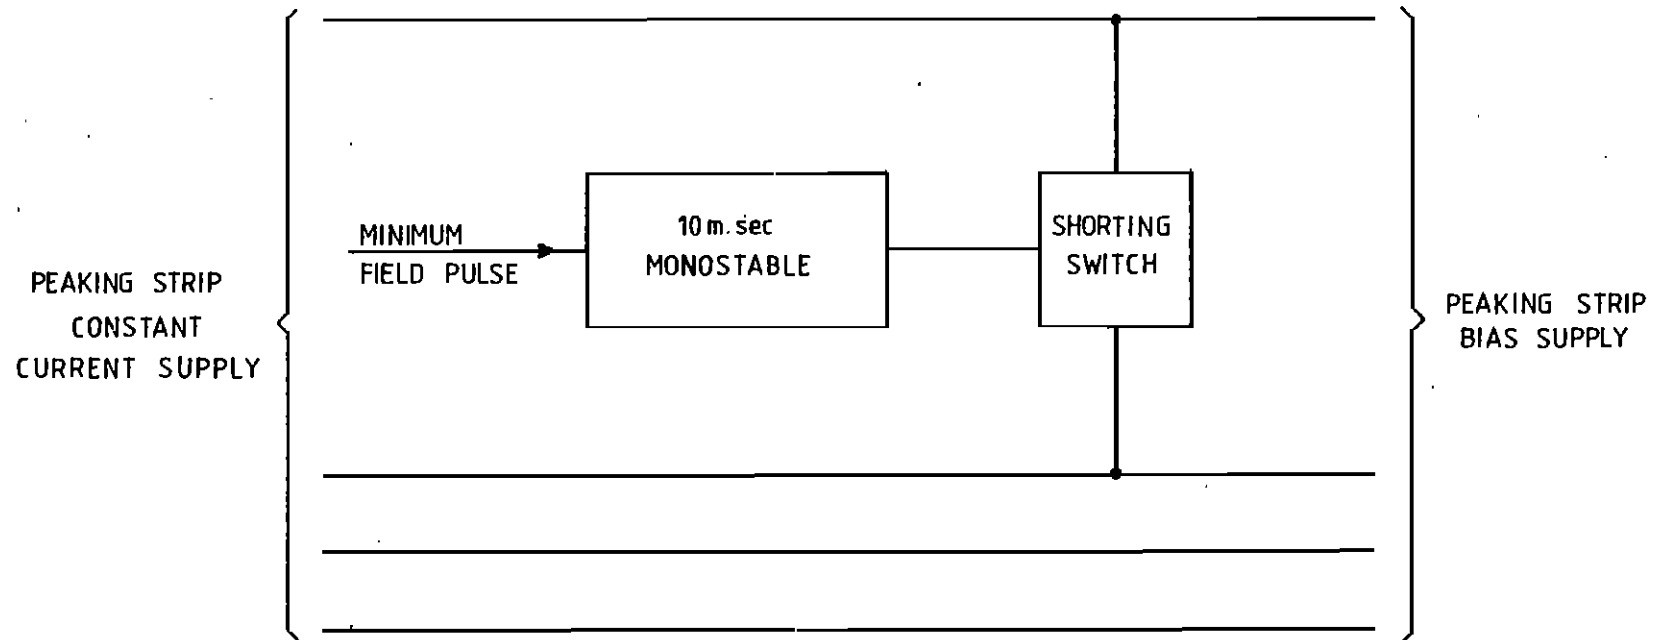 PEAKING STRIP
CONSTANT
CURRENT SUPPLY
MINIMUM
FIELD PULSE
10 m. sec
MONOSTABLE
SHORTING
SWITCH
PEAKING STRIP
BIAS SUPPLY